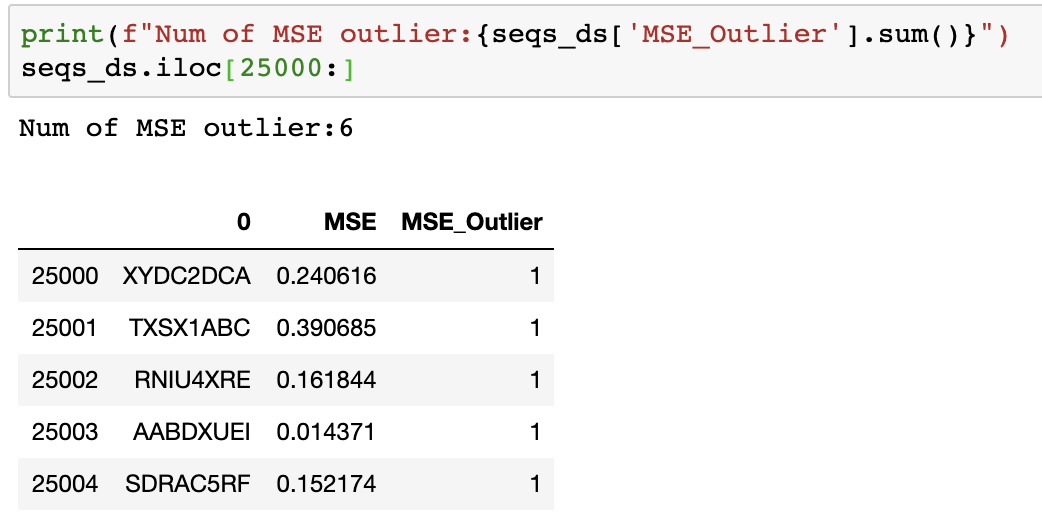 print(f"Num of MSE outlier:{seqs_ds['MSE_Outlier'].sum()}")
seqs_ds.iloc[25000:]
Num of MSE outlier:6
0 MSE MSE_Outlier
25000 XYDC2DCA 0.240616 1
25001 TXSX1ABC 0.390685 1
25002 RNIU4XRE 0.161844 1
25003 AABDXUEI 0.014371 1
25004 SDRAC5RF 0.152174 1